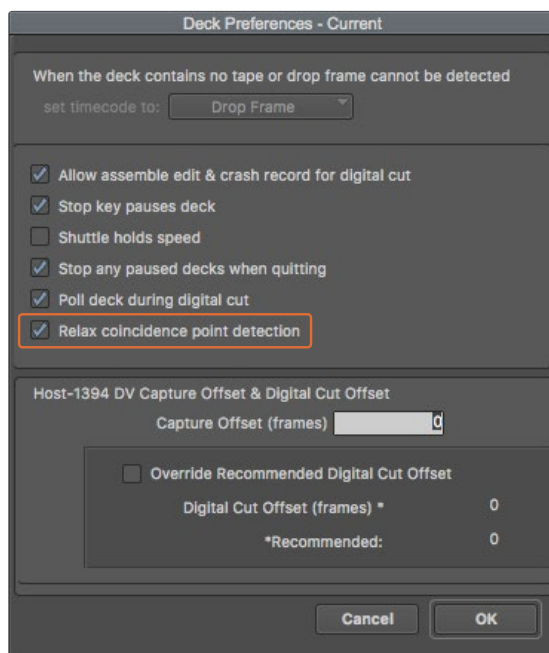 Deck Preferences - Current
When the deck contains no tape or drop frame cannot be detected
set timecode to: Drop Frame
Allow assemble edit & crash record for digital cut
Stop key pauses deck
Shuttle holds speed
Stop any paused decks when quitting
Poll deck during digital cut
Relax coincidence point detection
Host-1394 DV Capture Offset & Digital Cut Offset
Capture Offset (frames) 0
Override Recommended Digital Cut Offset
Digital Cut Offset (frames) * 0
*Recommended: 0
Cancel OK